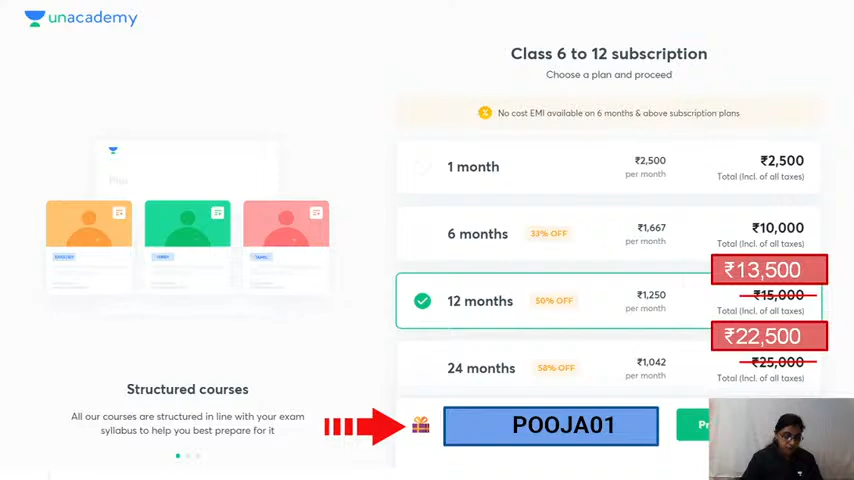 unacademy
Class 6 to 12 subscription
Choose a plan and proceed
No cost EMI available on 6 months & above subscription plans
1 month
₹2,500
per month
₹2,500
Total (Incl. of all taxes)
6 months
33% OFF
₹1,667
per month
₹10,000
Total (Incl. of all taxes)
₹13,500
12 months
50% OFF
₹1,250
per month
₹15,000
Total (Incl. of all taxes)
₹22,500
24 months
58% OFF
₹1,042
per month
₹25,000
Total (Incl. of all taxes)
Structured courses
All our courses are structured in line with your exam
syllabus to help you best prepare for it
POOJA01